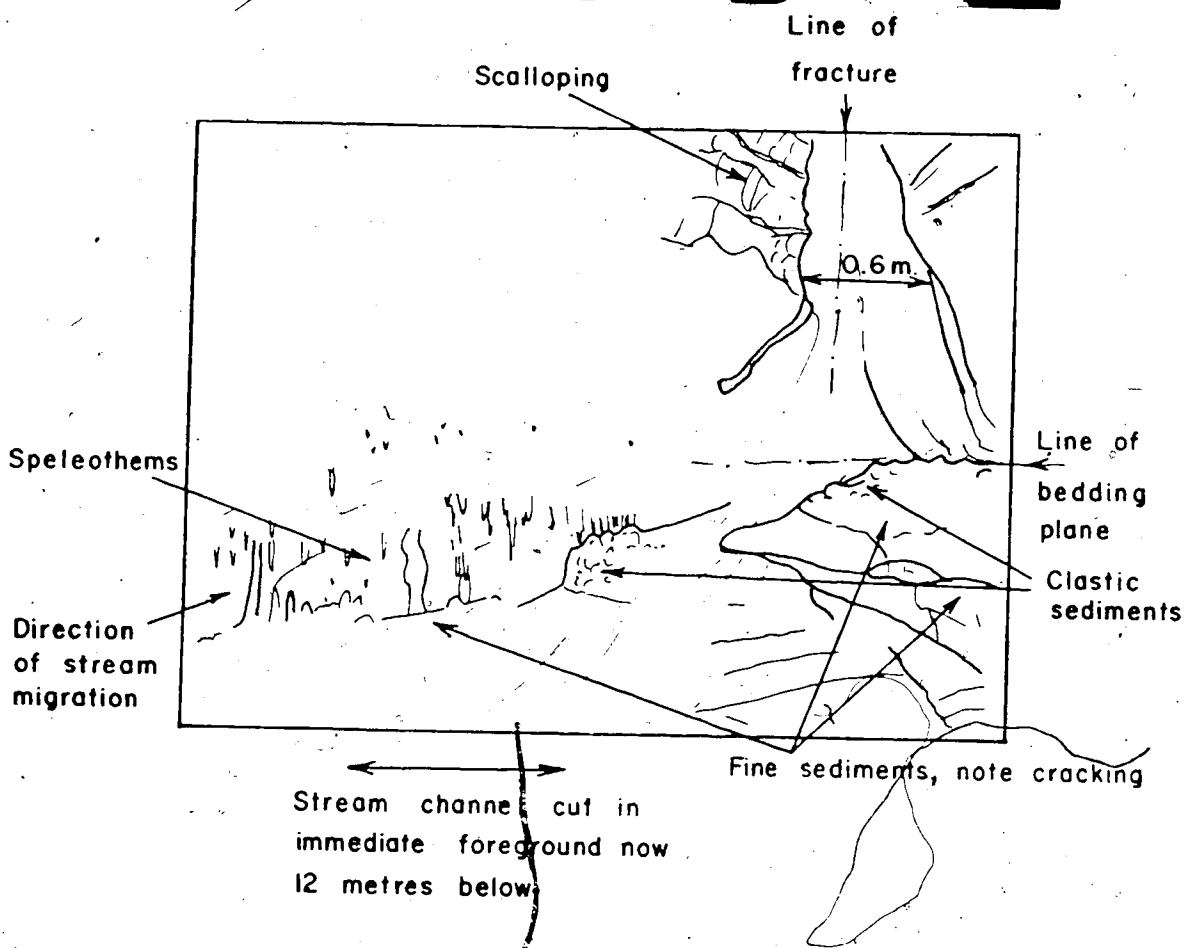 Line of
fracture
Scalloping
0.6 m.
Speleothems
Line of
bedding
plane
Clastic
sediments
Direction
of stream
migration
Fine sediments, note cracking
Stream channel cut in
immediate foreground now
12 metres below